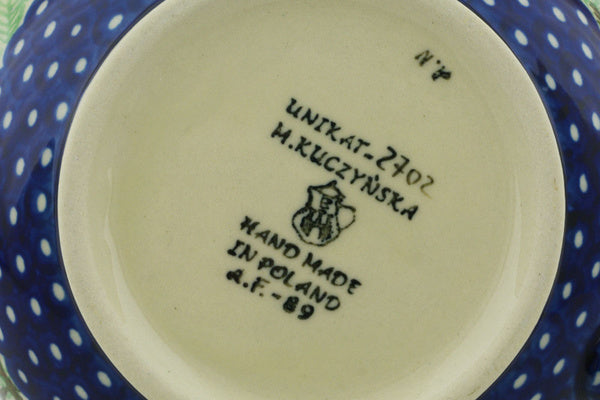 N.P
UNIKAT-2702
M.KUCZYŃSKA
HAND MADE
IN POLAND
A.F.-89